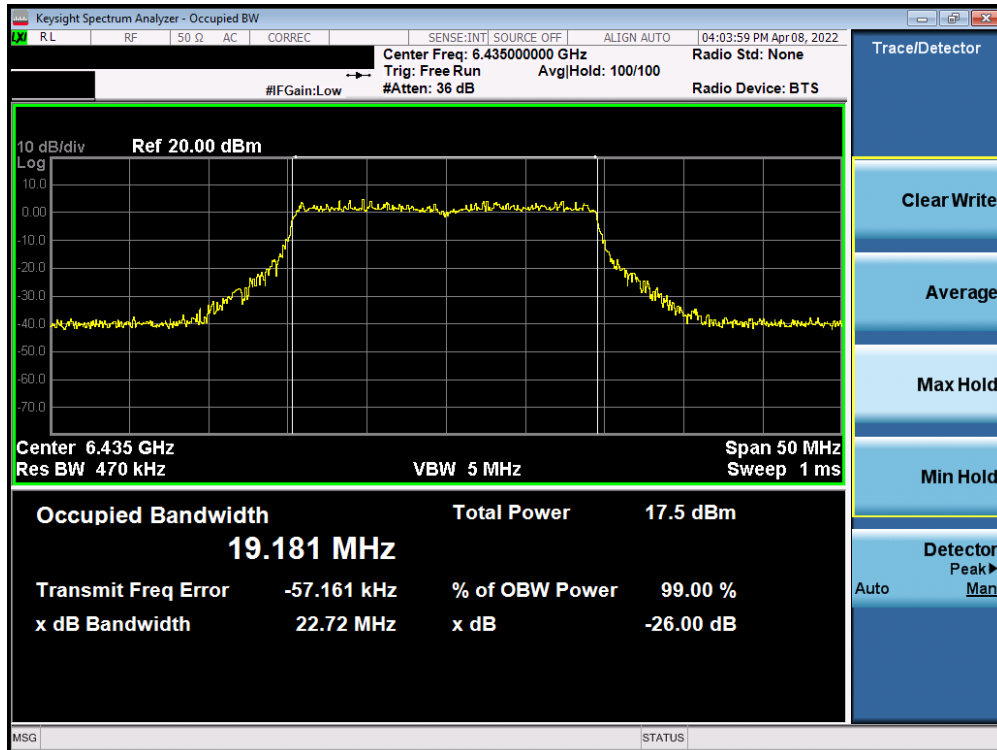 Keysight Spectrum Analyzer - Occupied BW
LXI RL RF 50 Ω AC CORREC SENSE:INT SOURCE OFF ALIGN AUTO 04:03:59 PM Apr 08, 2022
Center Freq: 6.435000000 GHz Radio Std: None
Trig: Free Run Avg|Hold: 100/100
#IFGain:Low #Atten: 36 dB Radio Device: BTS
Trace/Detector
10 dB/div Ref 20.00 dBm
Log
10.0
0.00
-10.0
-20.0
-30.0
-40.0
-50.0
-60.0
-70.0
Center 6.435 GHz Span 50 MHz
Res BW 470 kHz VBW 5 MHz Sweep 1 ms
Clear Write
Average
Max Hold
Min Hold
Detector
Peak▶
Auto Man
Occupied Bandwidth Total Power 17.5 dBm
19.181 MHz
Transmit Freq Error -57.161 kHz % of OBW Power 99.00 %
x dB Bandwidth 22.72 MHz x dB -26.00 dB
MSG STATUS